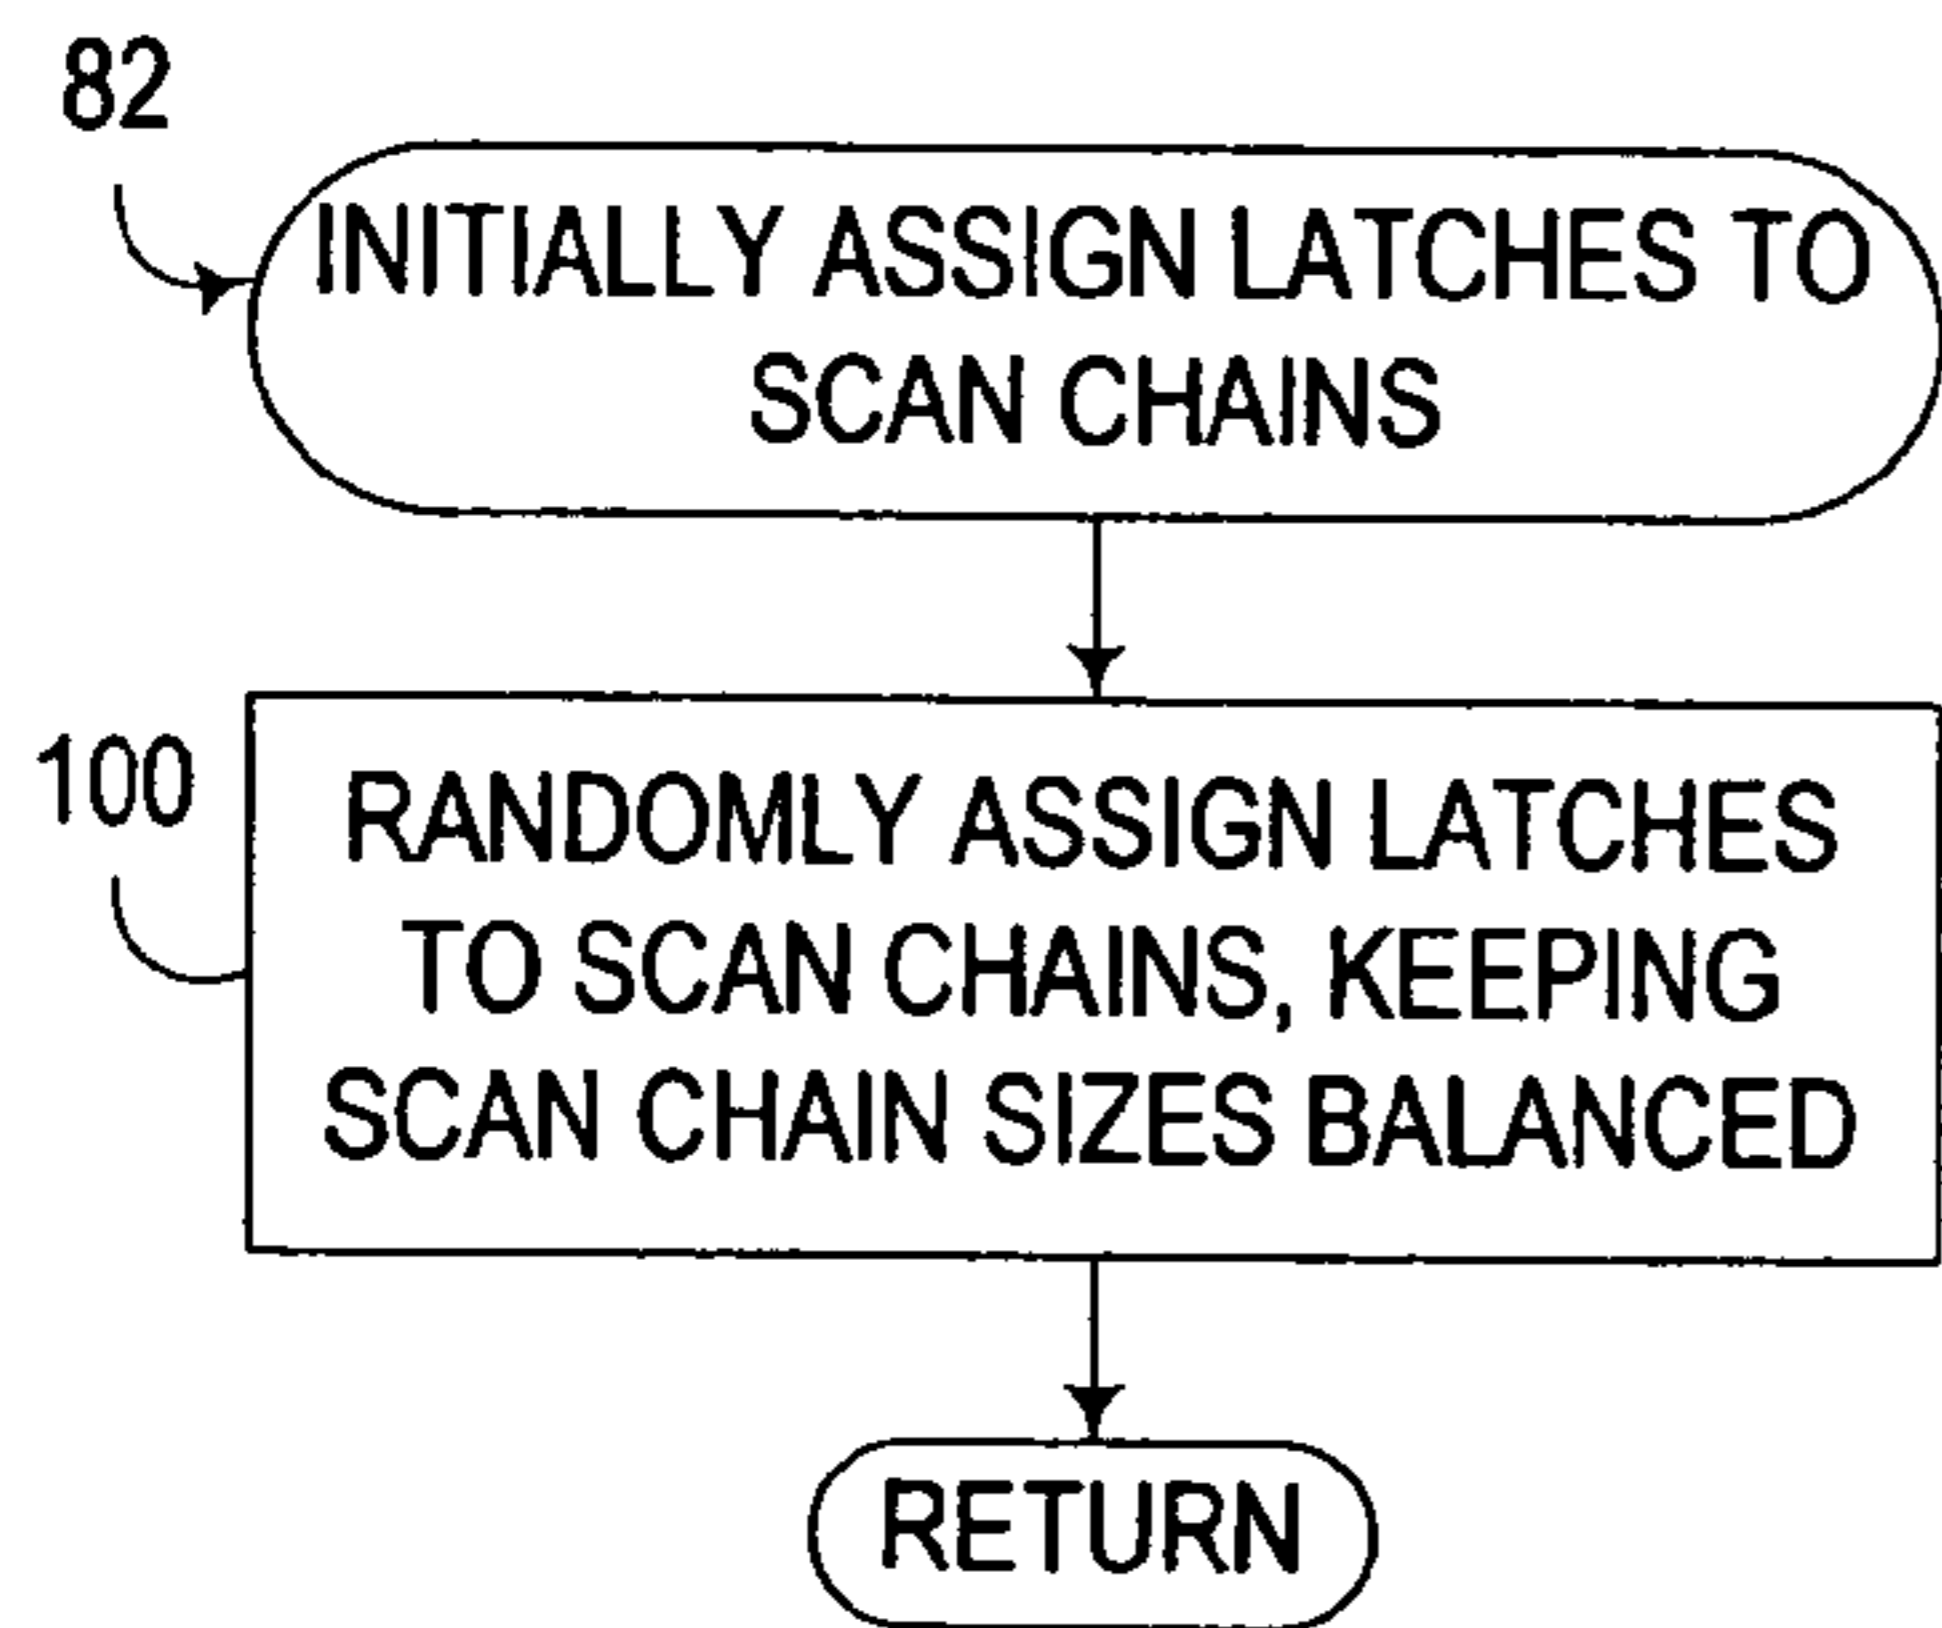 82
INITIALLY ASSIGN LATCHES TO
SCAN CHAINS
100
RANDOMLY ASSIGN LATCHES
TO SCAN CHAINS, KEEPING
SCAN CHAIN SIZES BALANCED
RETURN